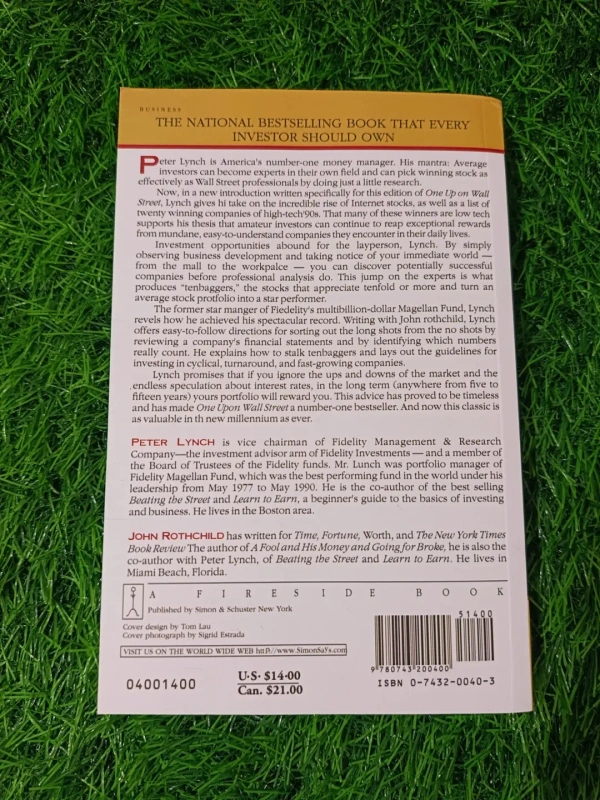 BUSINESS
THE NATIONAL BESTSELLING BOOK THAT EVERY
INVESTOR SHOULD OWN
Peter Lynch is America's number-one money manager. His mantra: Average
investors can become experts in their own field and can pick winning stock as
effectively as Wall Street professionals by doing just a little research.
Now, in a new introduction written specifically for this edition of One Up on Wall
Street, Lynch gives hi take on the incredible rise of Internet stocks, as well as a list of
twenty winning companies of high-tech'90s. That many of these winners are low tech
supports his thesis that amateur investors can continue to reap exceptional rewards
from mundane, easy-to-understand companies they encounter in their daily lives.
Investment opportunities abound for the layperson, Lynch. By simply
observing business development and taking notice of your immediate world —
from the mall to the workpalce — you can discover potentially successful
companies before professional analysis do. This jump on the experts is what
produces "tenbaggers," the stocks that appreciate tenfold or more and turn an
average stock protfolio into a star performer.
The former star manger of Fiedelity's multibillion-dollar Magellan Fund, Lynch
revels how he achieved his spectacular record. Writing with John rothchild, Lynch
offers easy-to-follow directions for sorting out the long shots from the no shots by
reviewing a company's financial statements and by identifying which numbers
really count. He explains how to stalk tenbaggers and lays out the guidelines for
investing in cyclical, turnaround, and fast-growing companies.
Lynch promises that if you ignore the ups and downs of the market and the
endless speculation about interest rates, in the long term (anywhere from five to
fifteen years) yours portfolio will reward you. This advice has proved to be timeless
and has made One Upon Wall Street a number-one bestseller. And now this classic is
as valuable in th new millennium as ever.
PETER LYNCH is vice chairman of Fidelity Management & Research
Company—the investment advisor arm of Fidelity Investments — and a member of
the Board of Trustees of the Fidelity funds. Mr. Lunch was portfolio manager of
Fidelity Magellan Fund, which was the best performing fund in the world under his
leadership from May 1977 to May 1990. He is the co-author of the best selling
Beating the Street and Learn to Earn, a beginner's guide to the basics of investing
and business. He lives in the Boston area.
JOHN ROTHCHILD has written for Time, Fortune, Worth, and The New York Times
Book Review The author of A Fool and His Money and Going for Broke, he is also the
co-author with Peter Lynch, of Beating the Street and Learn to Earn. He lives in
Miami Beach, Florida.
A FIRESIDE BOOK
Published by Simon & Schuster New York
Cover design by Tom Lau
Cover photograph by Sigrid Estrada
VISIT US ON THE WORLD WIDE WEB http://www.SimonSaYs.com
04001400
U·S· $14·00
Can. $21.00
51400
9 780743 200400
ISBN 0-7432-0040-3